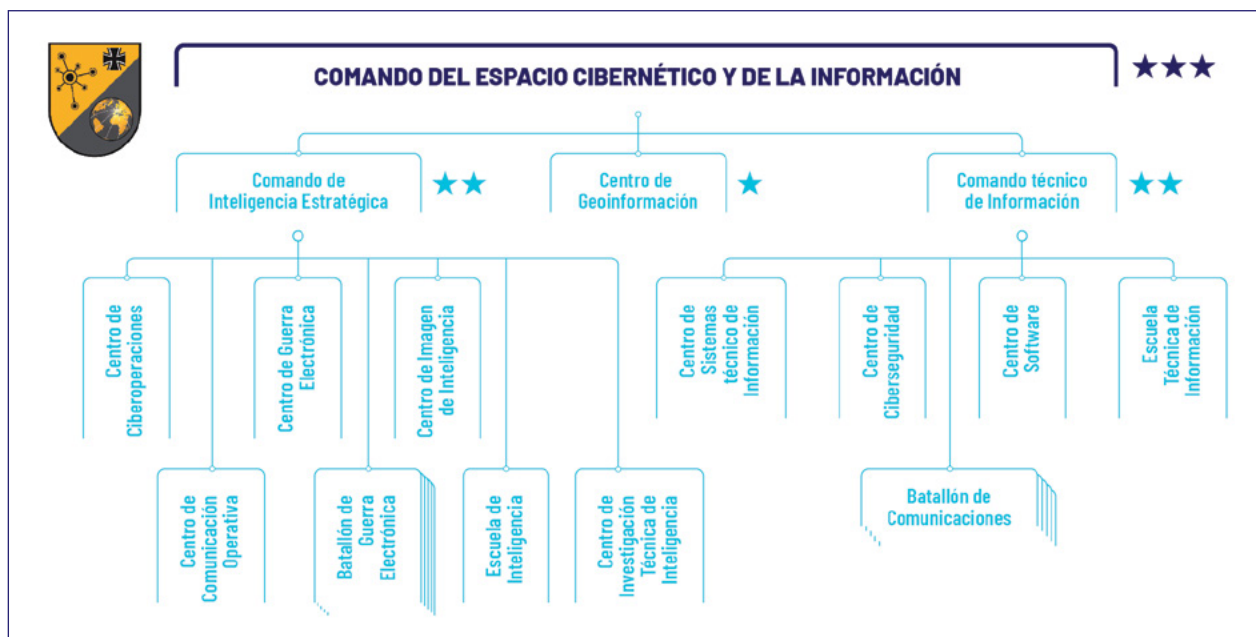 COMANDO DEL ESPACIO CIBERNÉTICO Y DE LA INFORMACIÓN
Comando de
Inteligencia Estratégica
Centro de
Geoinformación
Comando técnico
de Información
Centro de
Ciberoperaciones
Centro de Guerra
Electrónica
Centro de Imagen
de Inteligencia
Centro de
Sistemas
técnico de
Información
Centro de
Ciberseguridad
Centro de
Software
Escuela
Técnica de
Información
Centro de
Comunicación
Operativa
Batallón de
Guerra
Electrónica
Escuela de
Inteligencia
Centro de
Investigación
Técnica de
Inteligencia
Batallón de
Comunicaciones